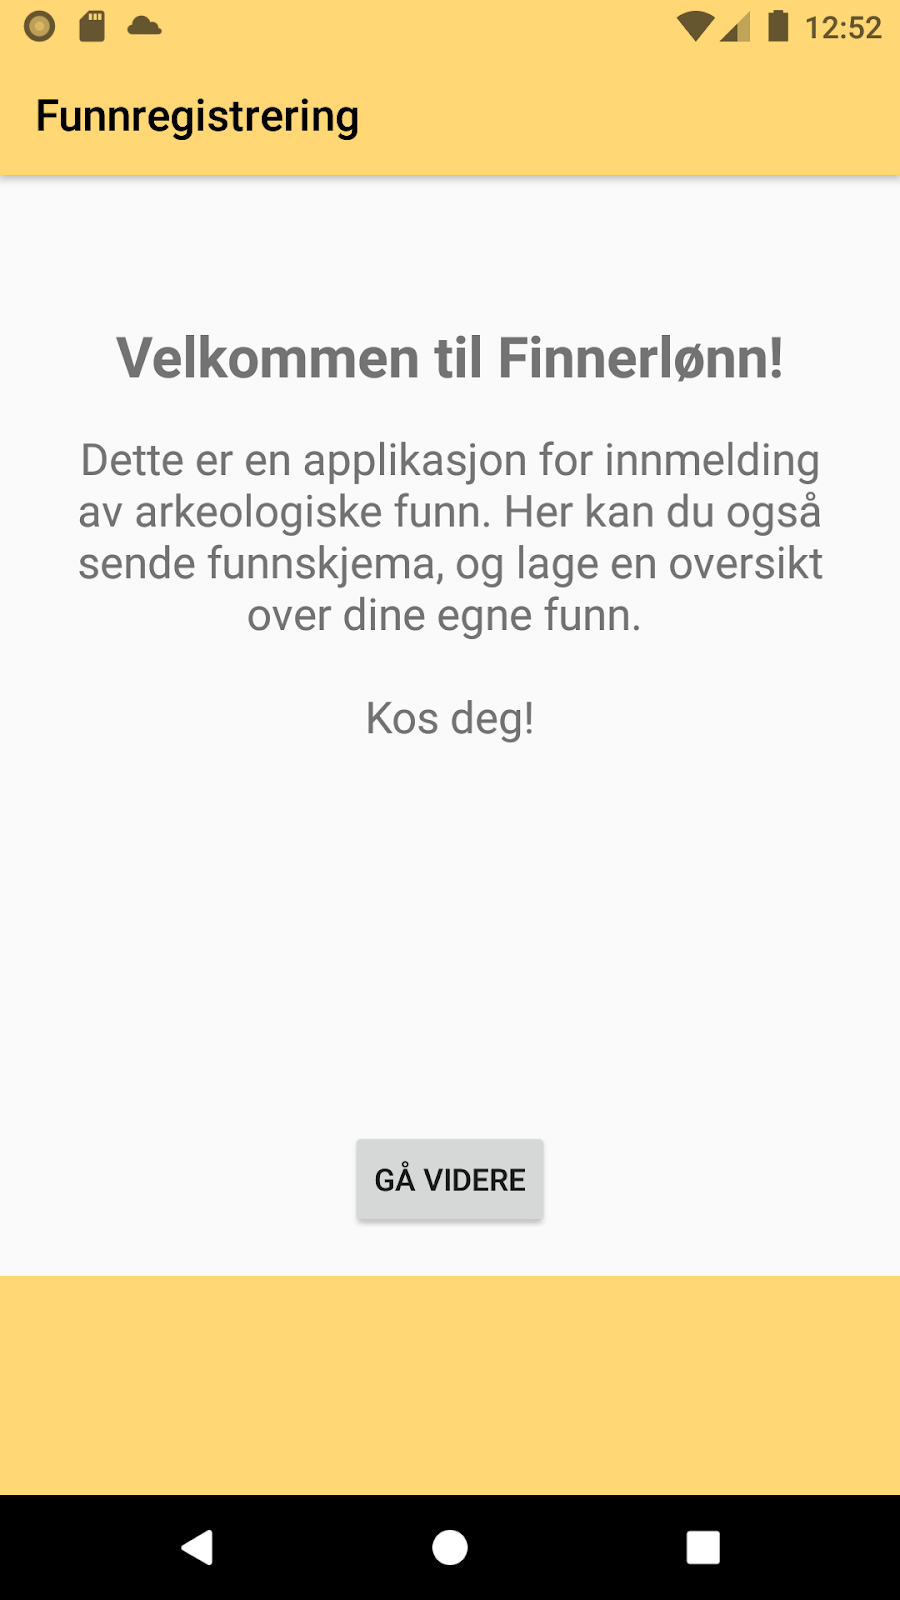 12:52
Funnregistrering
Velkommen til Finnerlønn!
Dette er en applikasjon for innmelding
av arkeologiske funn. Her kan du også
sende funnskjema, og lage en oversikt
over dine egne funn.
Kos deg!
GÅ VIDERE